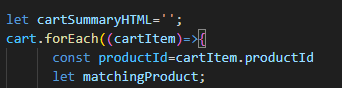 let cartSummaryHTML='';
cart.forEach((cartItem)=>{
const productId=cartItem.productId
let matchingProduct;